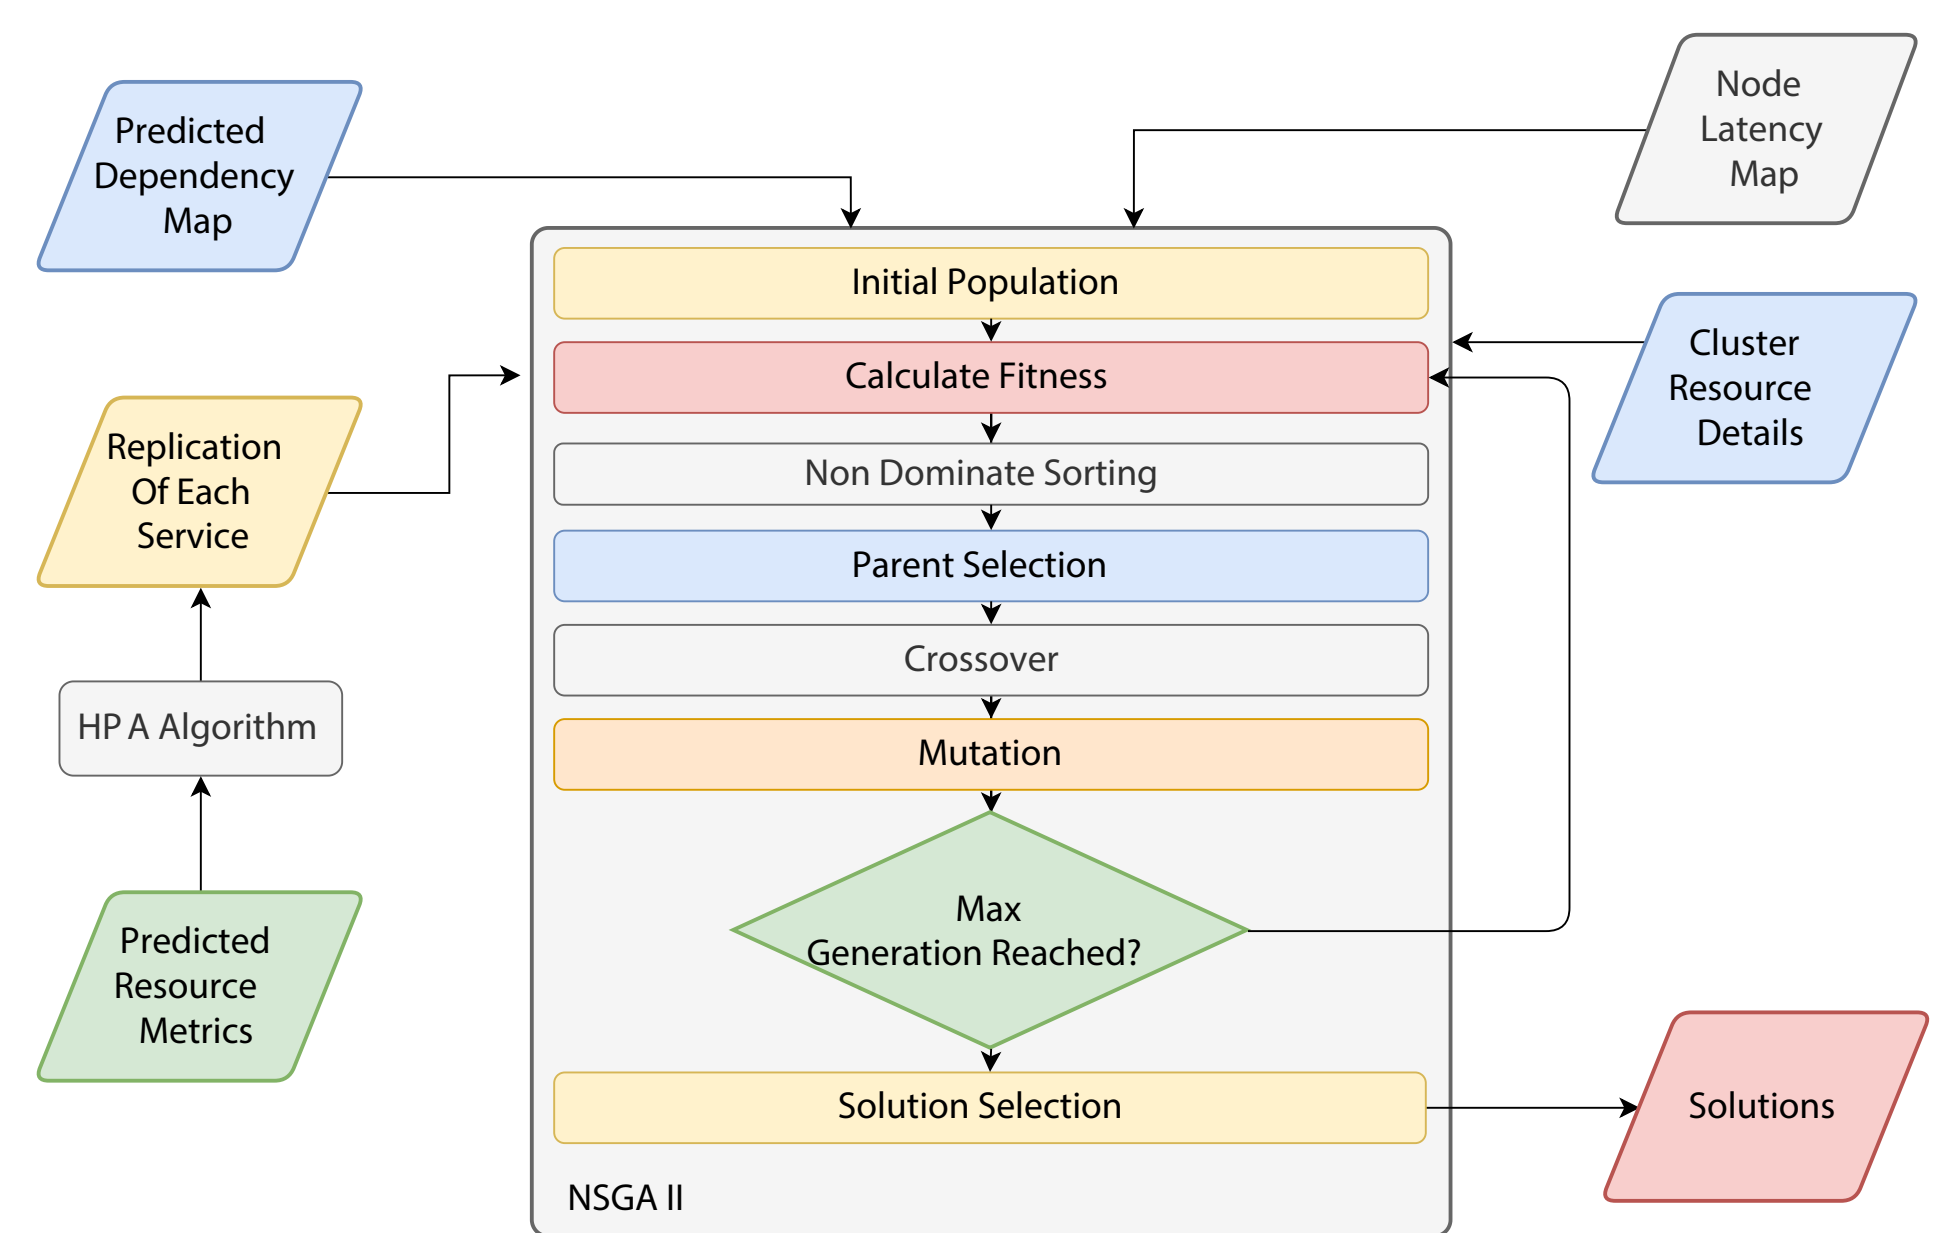 Predicted
Dependency
Map
Node
Latency
Map
Initial Population
Calculate Fitness
Non Dominate Sorting
Parent Selection
Crossover
Mutation
Max
Generation Reached?
Solution Selection
NSGA II
Cluster
Resource
Details
Replication
Of Each
Service
HP A Algorithm
Predicted
Resource
Metrics
Solutions